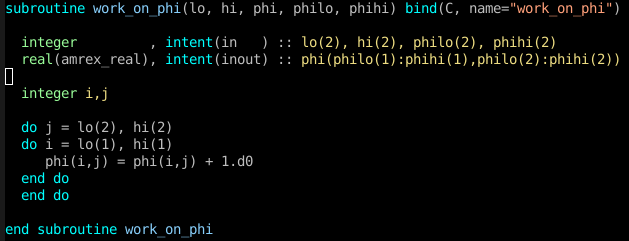 subroutine work_on_phi(lo, hi, phi, philo, phihi) bind(C, name="work_on_phi")
integer         , intent(in   ) :: lo(2), hi(2), philo(2), phihi(2)
real(amrex_real), intent(inout) :: phi(philo(1):phihi(1),philo(2):phihi(2))
integer i,j
do j = lo(2), hi(2)
do i = lo(1), hi(1)
phi(i,j) = phi(i,j) + 1.d0
end do
end do
end subroutine work_on_phi